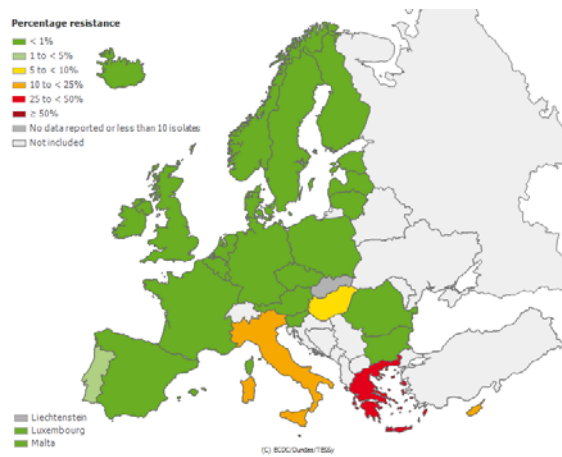 Percentage resistance
< 1%
1 to < 5%
5 to < 10%
10 to < 25%
25 to < 50%
≥ 50%
No data reported or less than 10 isolates
Not included
Liechtenstein
Luxembourg
Malta
(C) ECDC/Dundas/TESSy